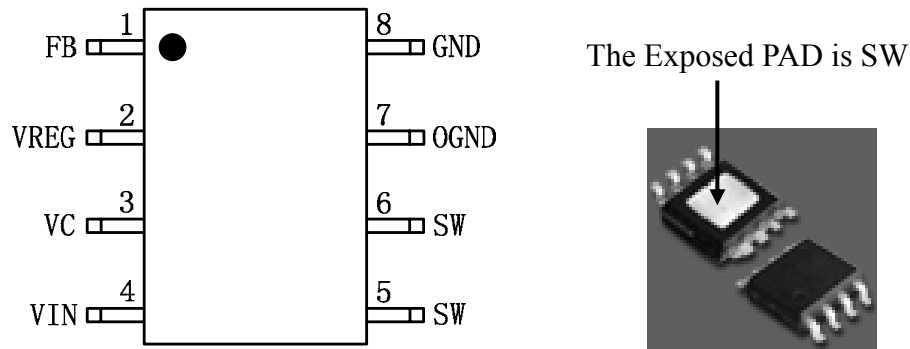 1
FB
2
VREG
3
VC
4
VIN
8
GND
7
OGND
6
SW
5
SW
The Exposed PAD is SW